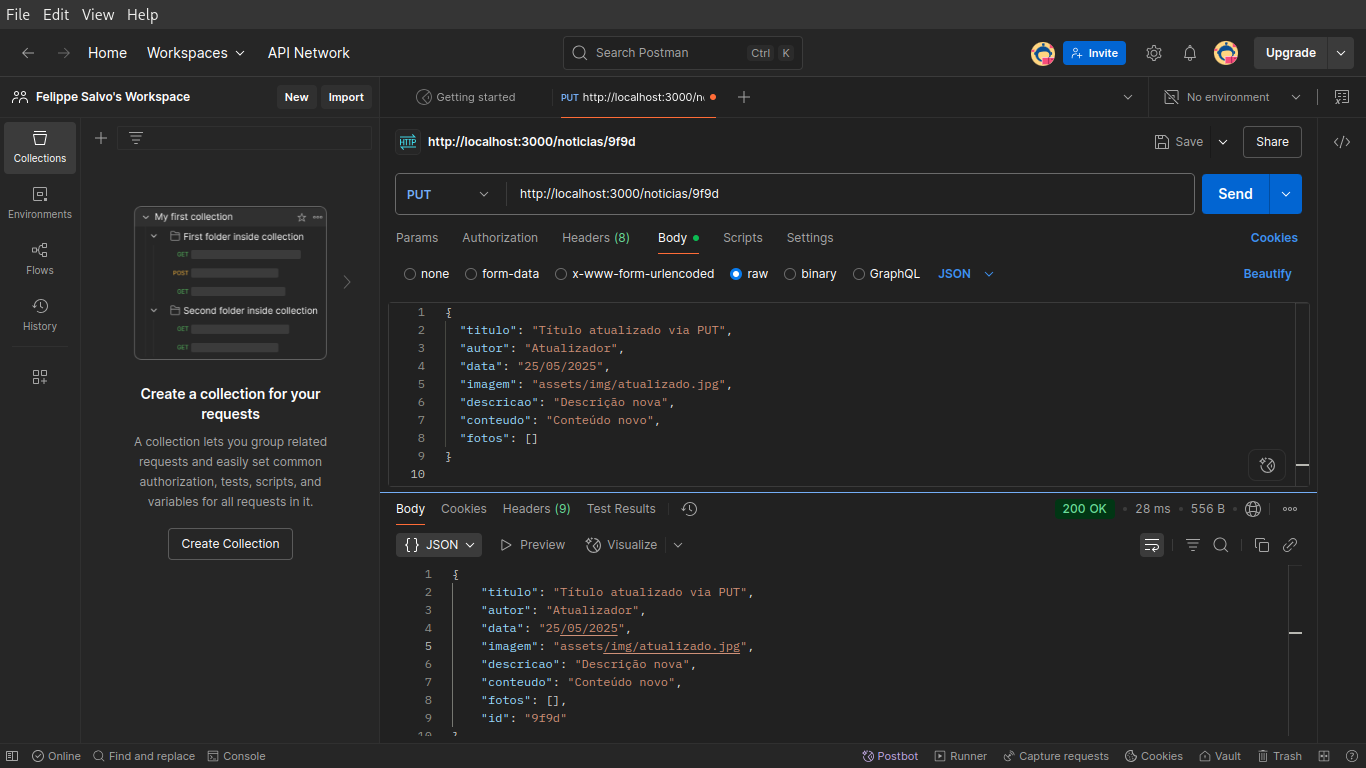 File Edit View Help
Home Workspaces API Network Search Postman Ctrl K Invite Upgrade
Felippe Salvo's Workspace New Import Getting started PUT http://localhost:3000/n No environment
Collections
Environments
Flows
History
My first collection
First folder inside collection
GET
POST
GET
Second folder inside collection
GET
GET
Create a collection for your
requests
A collection lets you group related
requests and easily set common
authorization, tests, scripts, and
variables for all requests in it.
Create Collection
HTTP http://localhost:3000/noticias/9f9d Save Share
PUT http://localhost:3000/noticias/9f9d Send
Params Authorization Headers (8) Body Scripts Settings Cookies
none form-data x-www-form-urlencoded raw binary GraphQL JSON Beautify
1 {
2 "titulo": "Título atualizado via PUT",
3 "autor": "Atualizador",
4 "data": "25/05/2025",
5 "imagem": "assets/img/atualizado.jpg",
6 "descricao": "Descrição nova",
7 "conteudo": "Conteúdo novo",
8 "fotos": []
9 }
10
Body Cookies Headers (9) Test Results 200 OK • 28 ms • 556 B
{} JSON Preview Visualize
1 {
2 "titulo": "Título atualizado via PUT",
3 "autor": "Atualizador",
4 "data": "25/05/2025",
5 "imagem": "assets/img/atualizado.jpg",
6 "descricao": "Descrição nova",
7 "conteudo": "Conteúdo novo",
8 "fotos": [],
9 "id": "9f9d"
10 }
Online Find and replace Console Postbot Runner Capture requests Cookies Vault Trash